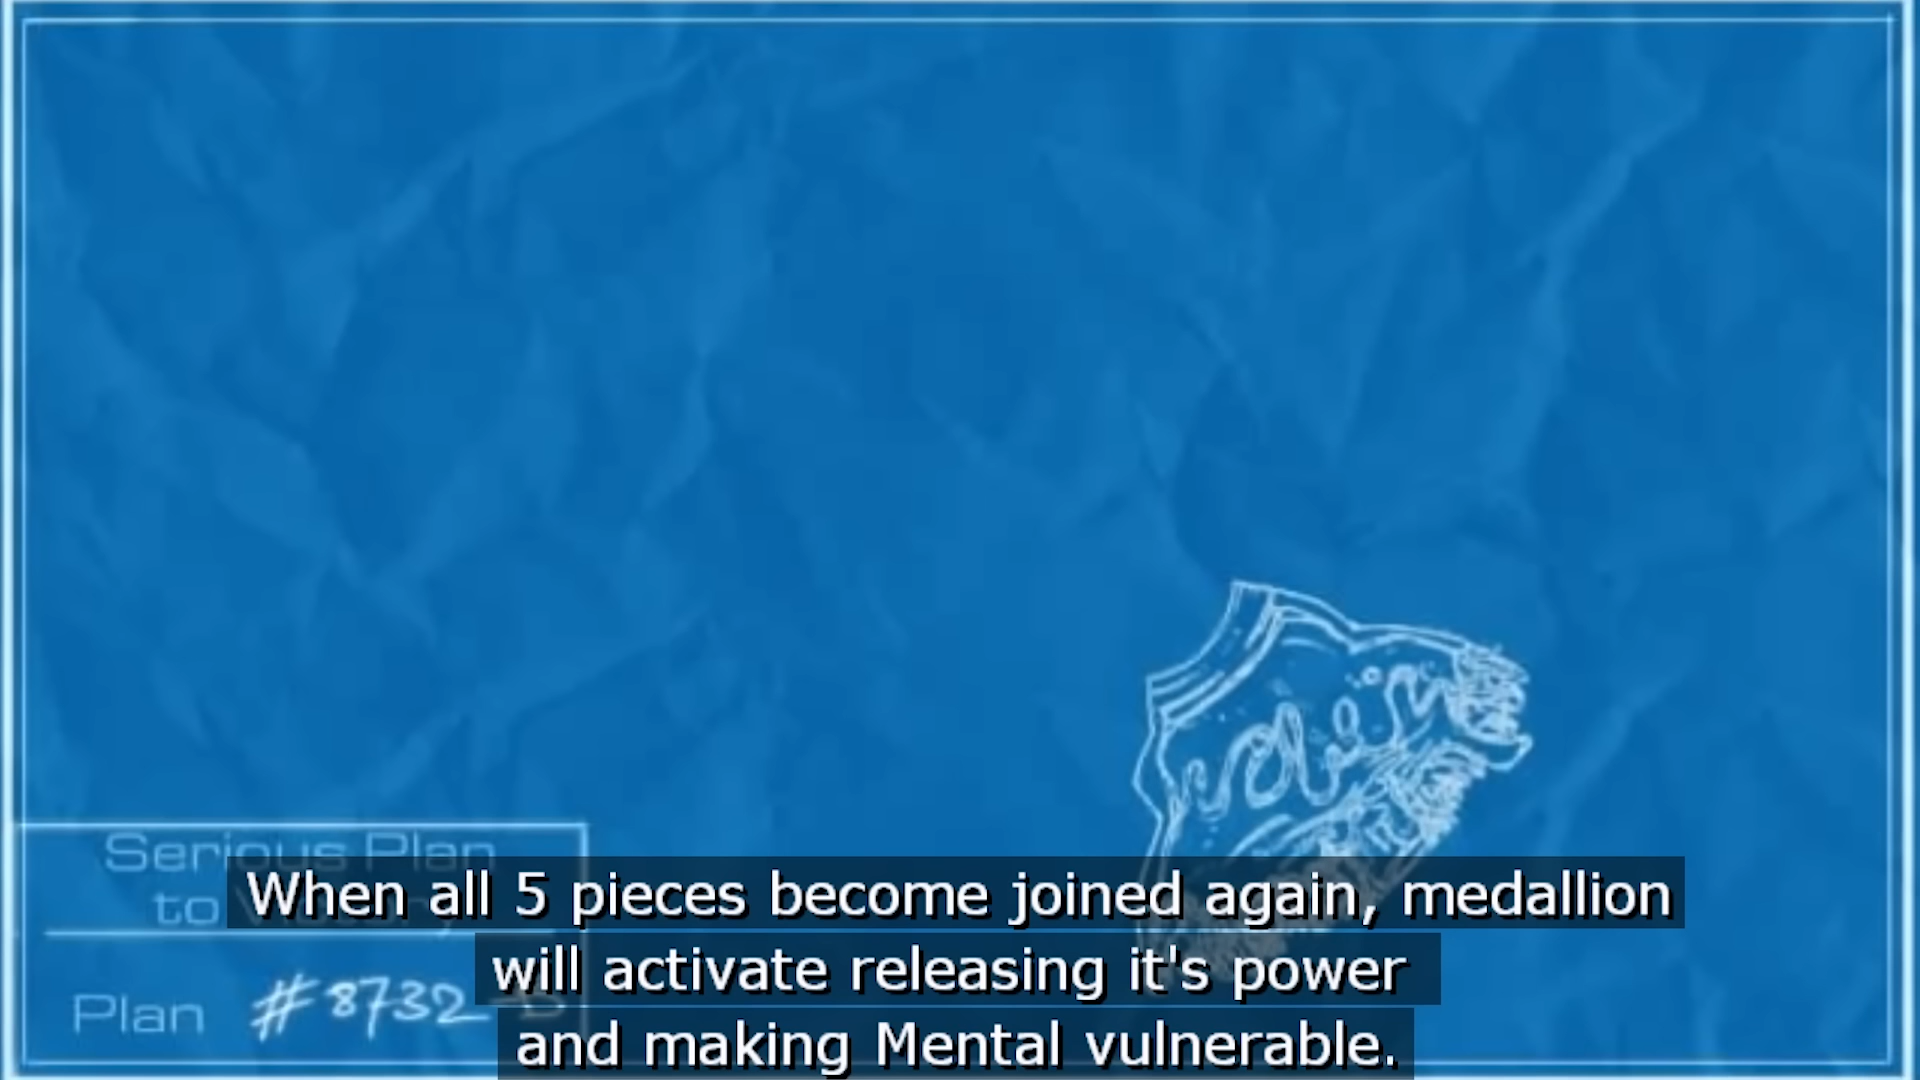 Serious Plan
to
When all 5 pieces become joined again, medallion
will activate releasing it's power
Plan #8732-D
and making Mental vulnerable.